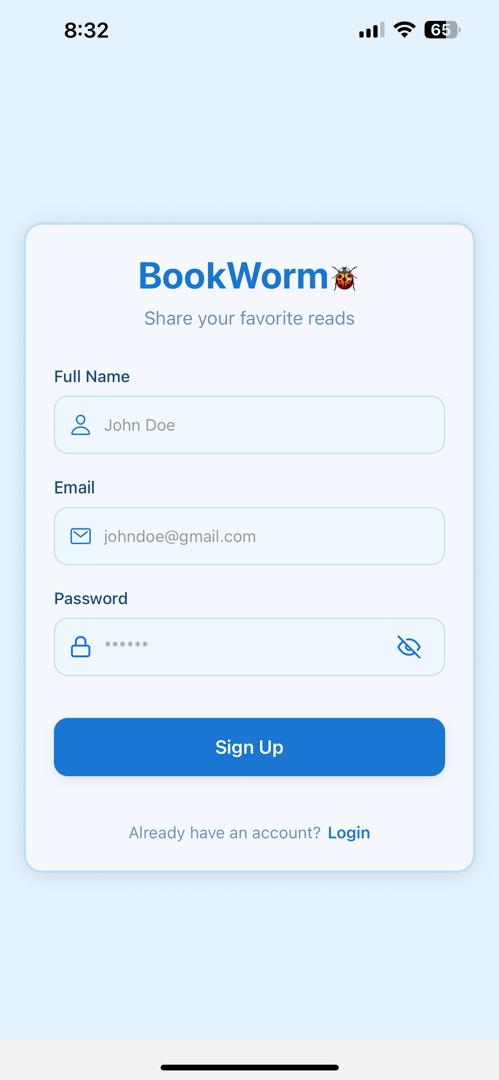 8:32
65
BookWorm🐞
Share your favorite reads
Full Name
John Doe
Email
johndoe@gmail.com
Password
******
Sign Up
Already have an account? Login